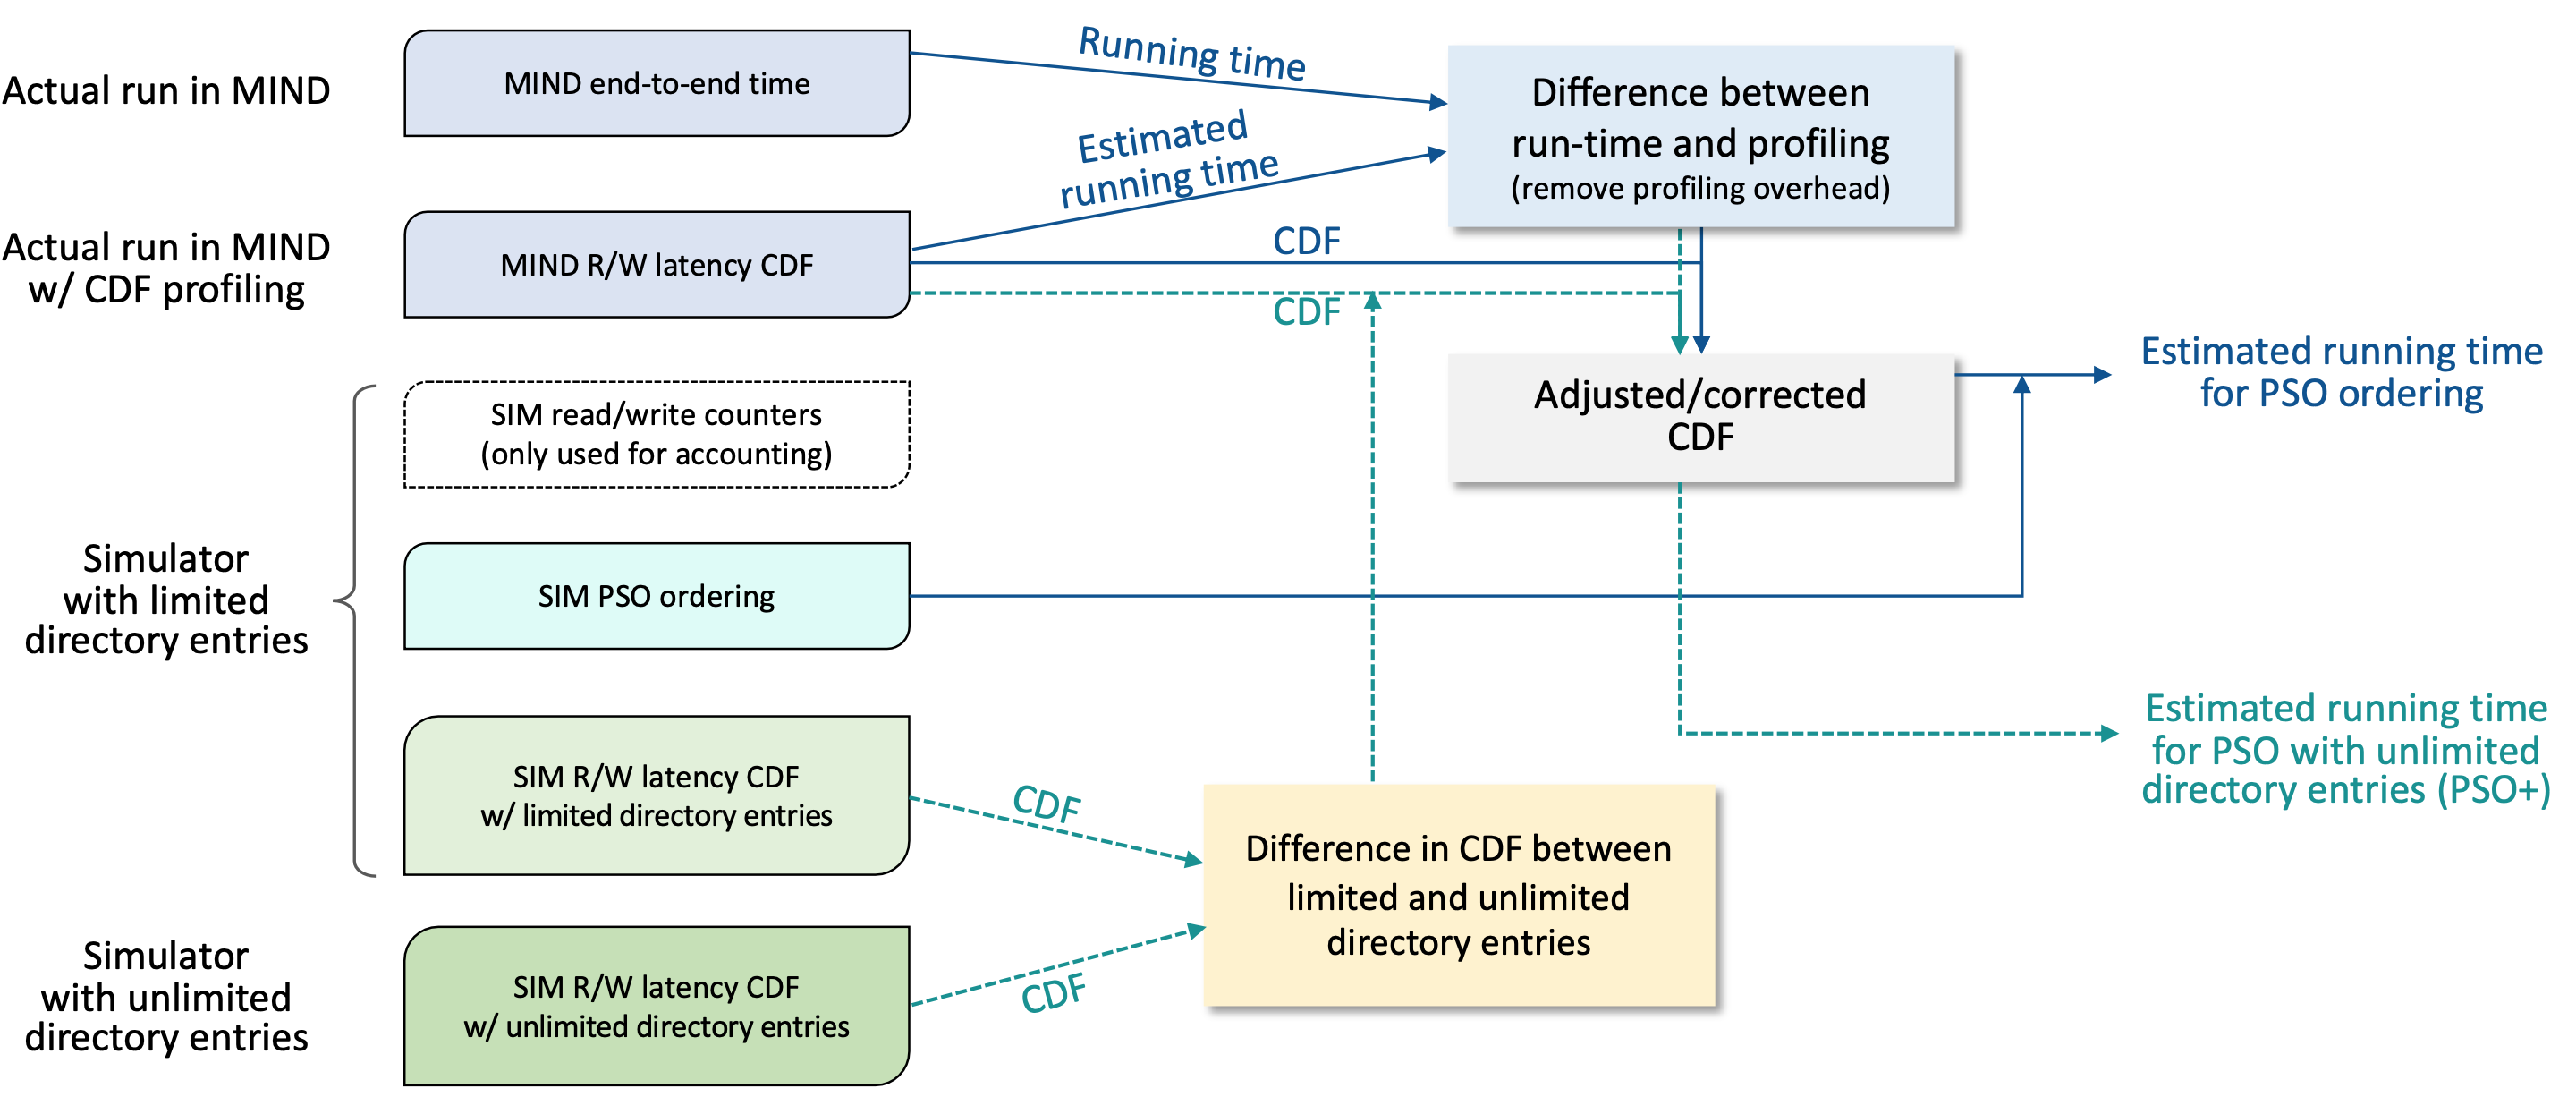 Actual run in MIND
MIND end-to-end time
Running time
Difference between
run-time and profiling
(remove profiling overhead)
Estimated
running time
Actual run in MIND
w/ CDF profiling
MIND R/W latency CDF
CDF
CDF
SIM read/write counters
(only used for accounting)
Adjusted/corrected
CDF
Estimated running time
for PSO ordering
Simulator
with limited
directory entries
SIM PSO ordering
SIM R/W latency CDF
w/ limited directory entries
CDF
Estimated running time
for PSO with unlimited
directory entries (PSO+)
Difference in CDF between
limited and unlimited
directory entries
Simulator
with unlimited
directory entries
SIM R/W latency CDF
w/ unlimited directory entries
CDF